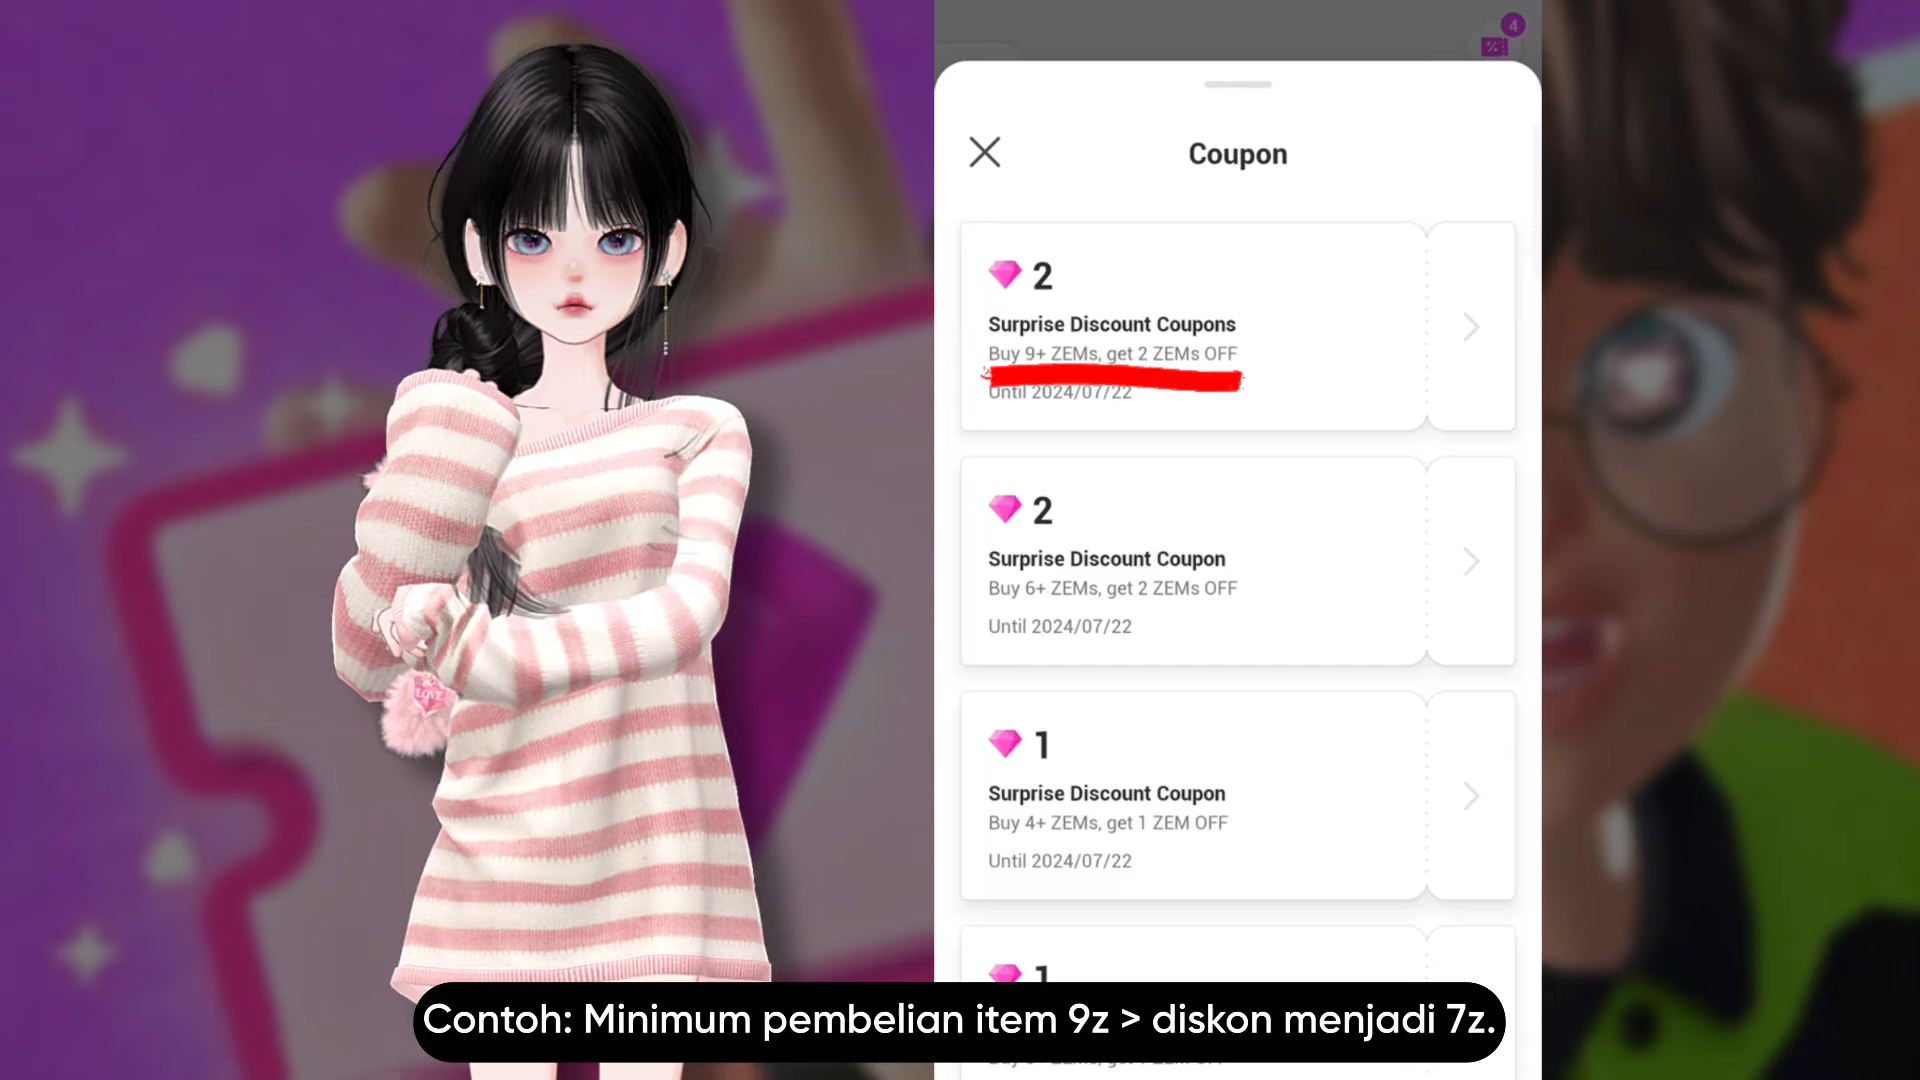 4
Coupon
2
Surprise Discount Coupons
Buy 9+ ZEMs, get 2 ZEMs OFF
Until 2024/07/22
2
Surprise Discount Coupon
Buy 6+ ZEMs, get 2 ZEMs OFF
Until 2024/07/22
1
Surprise Discount Coupon
Buy 4+ ZEMs, get 1 ZEM OFF
Until 2024/07/22
1
LOVE
Contoh: Minimum pembelian item 9z > diskon menjadi 7z.